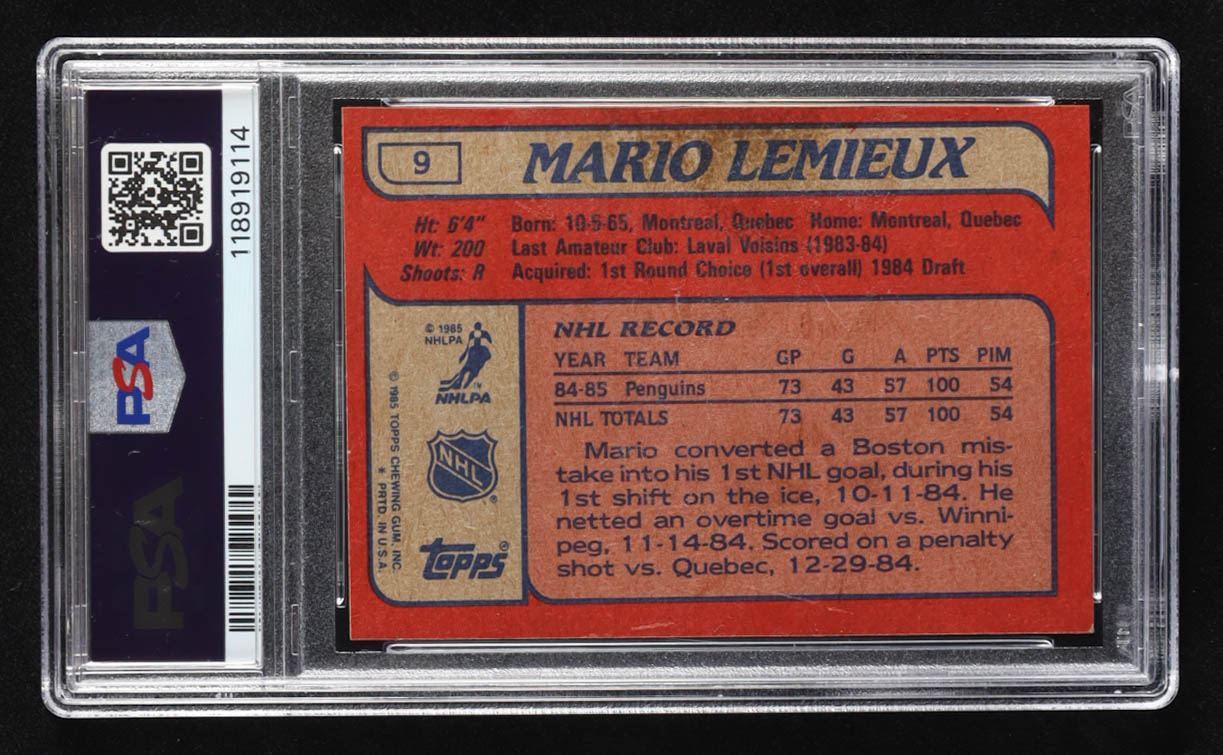 118919114
PSA
PSA
9
MARIO LEMIEUX
Ht: 6'4" Born: 10-5-65, Montreal, Quebec Home: Montreal, Quebec
Wt: 200 Last Amateur Club: Laval Voisins (1983-84)
Shoots: R Acquired: 1st Round Choice (1st overall) 1984 Draft
© 1985
NHLPA
TM
NHLPA
NHL
®
topps®
© 1985 TOPPS CHEWING GUM, INC.
* PRTD. IN U.S.A.
NHL RECORD
YEAR TEAM GP G A PTS PIM
84-85 Penguins 73 43 57 100 54
NHL TOTALS 73 43 57 100 54
Mario converted a Boston mis-
take into his 1st NHL goal, during his
1st shift on the ice, 10-11-84. He
netted an overtime goal vs. Winni-
peg, 11-14-84. Scored on a penalty
shot vs. Quebec, 12-29-84.
PSA